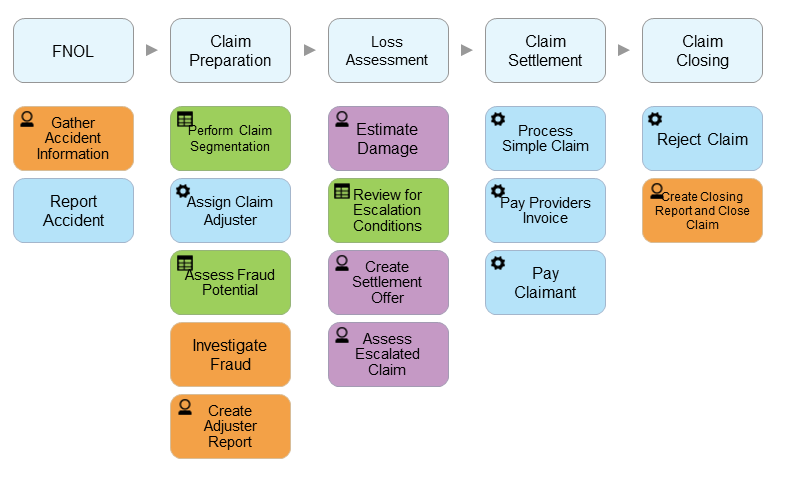 FNOL
Claim
Preparation
Loss
Assessment
Claim
Settlement
Claim
Closing
Gather
Accident
Information
Report
Accident
Perform Claim
Segmentation
Assign Claim
Adjuster
Assess Fraud
Potential
Investigate
Fraud
Create
Adjuster
Report
Estimate
Damage
Review for
Escalation
Conditions
Create
Settlement
Offer
Assess
Escalated
Claim
Process
Simple Claim
Pay Providers
Invoice
Pay
Claimant
Reject Claim
Create Closing
Report and Close
Claim